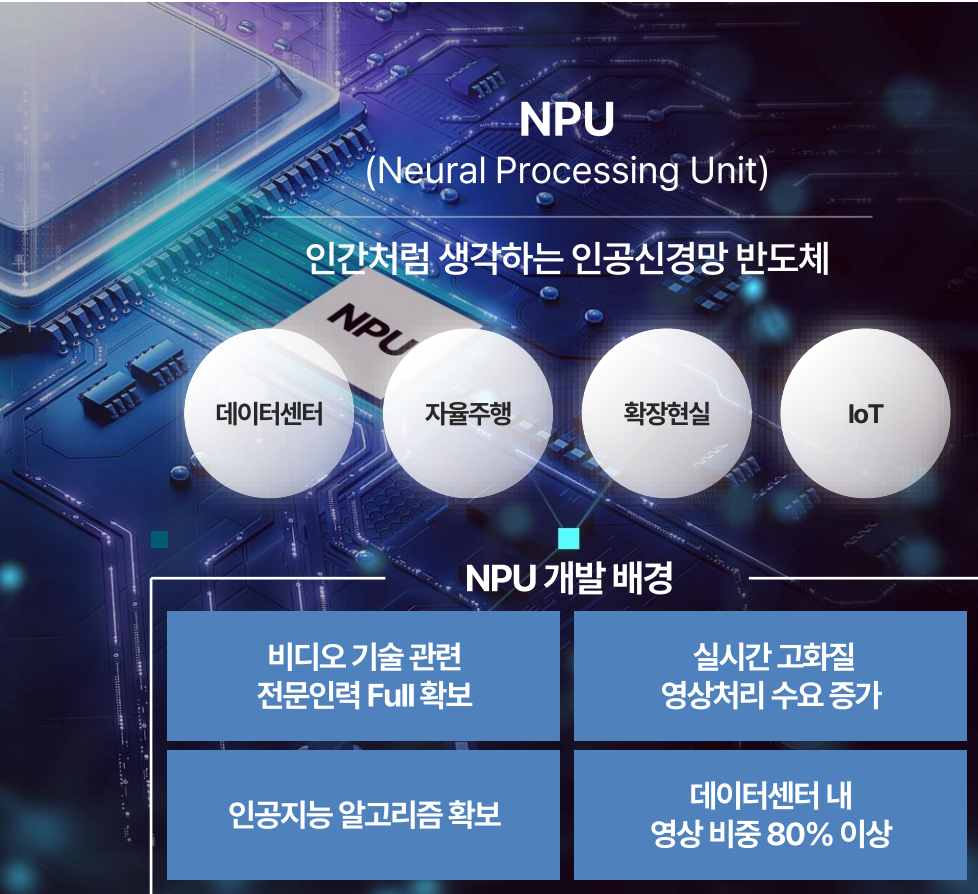 NPU
(Neural Processing Unit)
인간처럼 생각하는 인공신경망 반도체
NPU
데이터센터
자율주행
확장현실
IoT
NPU 개발 배경
비디오 기술 관련
전문인력 Full 확보
실시간 고화질
영상처리 수요 증가
인공지능 알고리즘 확보
데이터센터 내
영상 비중 80% 이상